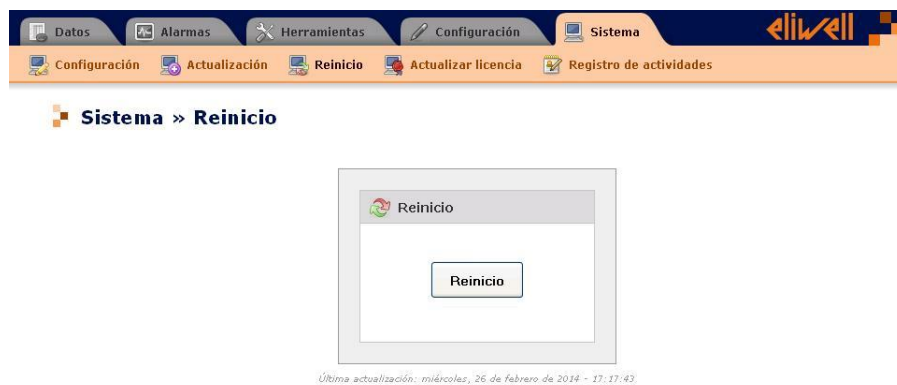 Datos Alarmas Herramientas Configuración Sistema eliwell
Configuración Actualización Reinicio Actualizar licencia Registro de actividades
Sistema » Reinicio
Reinicio
Reinicio
Última actualización: miércoles, 26 de febrero de 2014 - 17:17:43